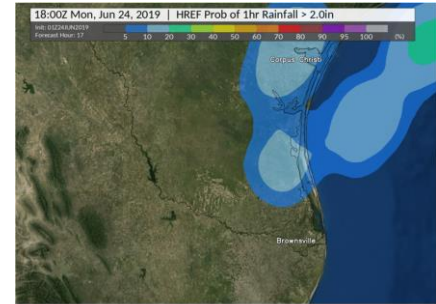 18:00Z Mon, Jun 24, 2019 | HREF Prob of 1hr Rainfall > 2.0in
Init: 01Z24JUN2019
Forecast Hour: 17
5 10 20 30 40 50 60 70 80 90 95 100 (%)
Corpus Christi
Brownsville